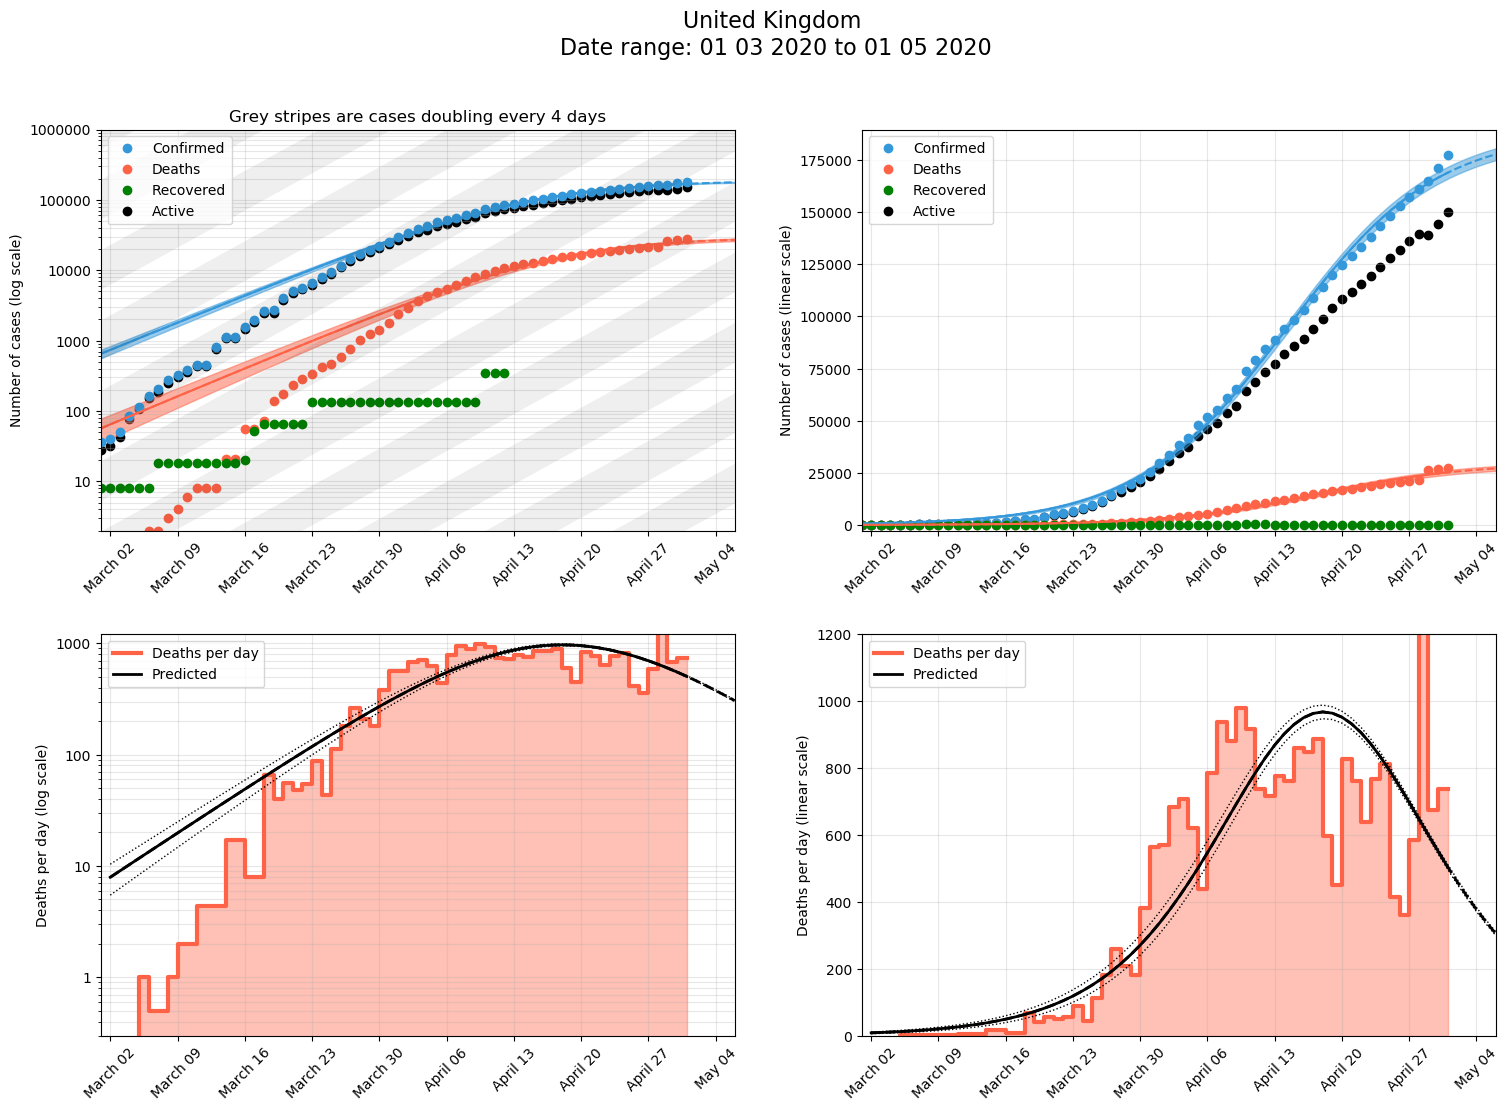 United Kingdom
Date range: 01 03 2020 to 01 05 2020
Grey stripes are cases doubling every 4 days
Number of cases (log scale)
1000000
100000
10000
1000
100
10
Confirmed
Deaths
Recovered
Active
March 02
March 09
March 16
March 23
March 30
April 06
April 13
April 20
April 27
May 04
Number of cases (linear scale)
175000
150000
125000
100000
75000
50000
25000
0
Confirmed
Deaths
Recovered
Active
March 02
March 09
March 16
March 23
March 30
April 06
April 13
April 20
April 27
May 04
Deaths per day (log scale)
1000
100
10
1
Deaths per day
Predicted
March 02
March 09
March 16
March 23
March 30
April 06
April 13
April 20
April 27
May 04
Deaths per day (linear scale)
1200
1000
800
600
400
200
0
Deaths per day
Predicted
March 02
March 09
March 16
March 23
March 30
April 06
April 13
April 20
April 27
May 04